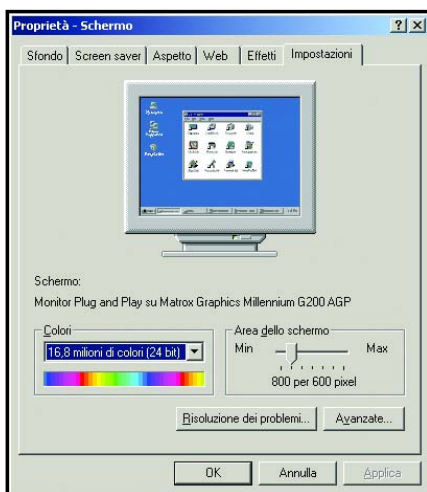 Proprietà - Schermo
Sfondo Screen saver Aspetto Web Effetti Impostazioni
Schermo:
Monitor Plug and Play su Matrox Graphics Millennium G200 AGP
Colori
16,8 milioni di colori (24 bit)
Area dello schermo
Min Max
800 per 600 pixel
Risoluzione dei problemi... Avanzate...
OK Annulla Applica